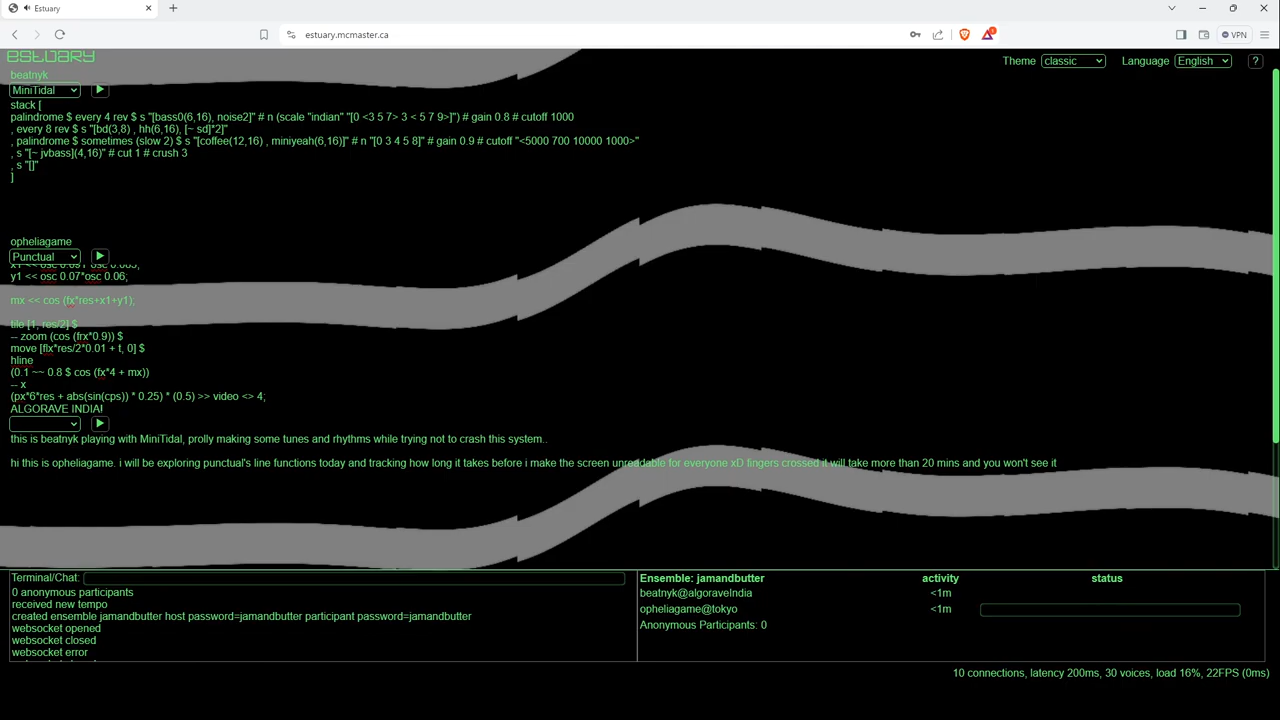 Estuary
estuary.mcmaster.ca
VPN
estuary
Theme classic Language English ?
beatnyk
MiniTidal
stack [
palindrome $ every 4 rev $ s "[bass0(6,16), noise2]" # n (scale "indian" "[0 <3 5 7> 3 < 5 7 9>]") # gain 0.8 # cutoff 1000
, every 8 rev $ s "[bd(3,8) , hh(6,16), [~ sd]*2]"
, palindrome $ sometimes (slow 2) $ s "[coffee(12,16) , miniyeah(6,16)]" # n "[0 3 4 5 8]" # gain 0.9 # cutoff "<5000 700 10000 1000>"
, s "[~ jvbass](4,16)" # cut 1 # crush 3
, s "[]"
]
opheliagame
Punctual
y1 << osc 0.07*osc 0.06;
mx << cos (fx*res+x1+y1);
tile [1, res/2] $
-- zoom (cos (frx*0.9)) $
move [flx*res/2*0.01 + t, 0] $
hline
(0.1 ~~ 0.8 $ cos (fx*4 + mx))
-- x
(px*6*res + abs(sin(cps)) * 0.25) * (0.5) >> video <> 4;
ALGORAVE INDIA!
this is beatnyk playing with MiniTidal, prolly making some tunes and rhythms while trying not to crash this system..
hi this is opheliagame. i will be exploring punctual's line functions today and tracking how long it takes before i make the screen unreadable for everyone xD fingers crossed it will take more than 20 mins and you won't see it
Terminal/Chat:
0 anonymous participants
received new tempo
created ensemble jamandbutter host password=jamandbutter participant password=jamandbutter
websocket opened
websocket closed
websocket error
Ensemble: jamandbutter activity status
beatnyk@algoraveIndia <1m
opheliagame@tokyo <1m
Anonymous Participants: 0
10 connections, latency 200ms, 30 voices, load 16%, 22FPS (0ms)